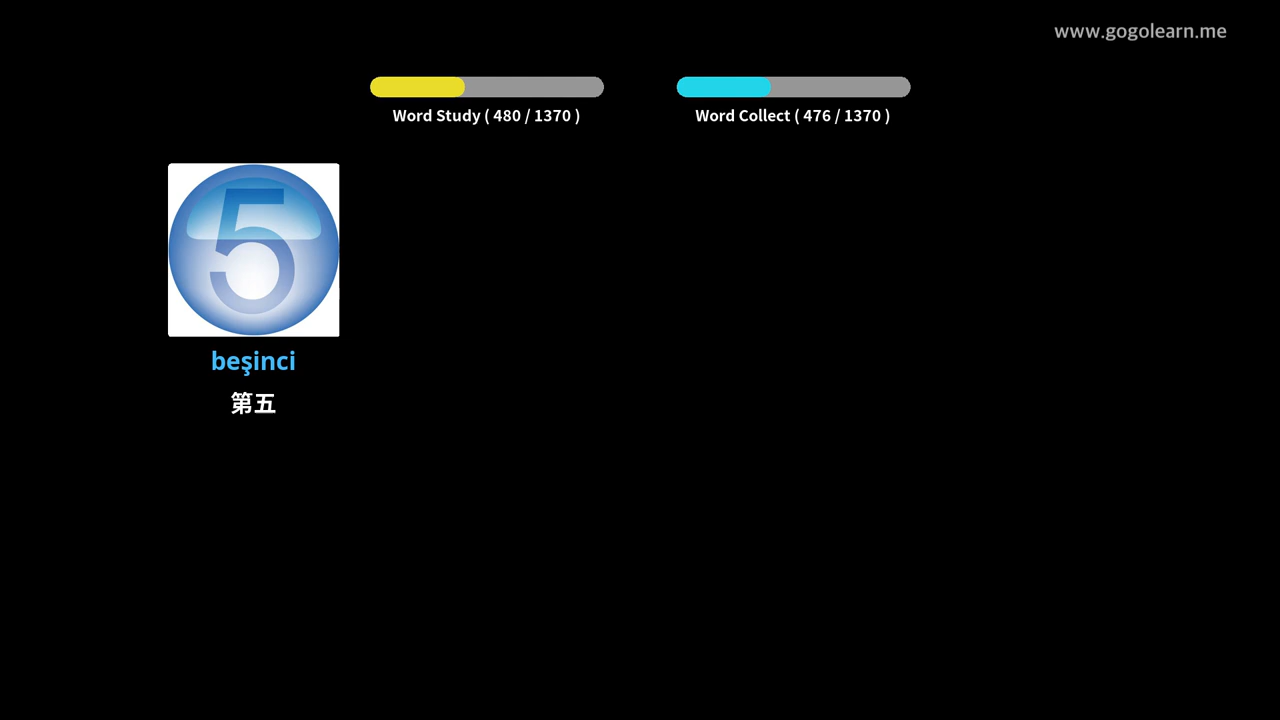 www.gogolearn.me
Word Study ( 480 / 1370 )
Word Collect ( 476 / 1370 )
5
beşinci
第五